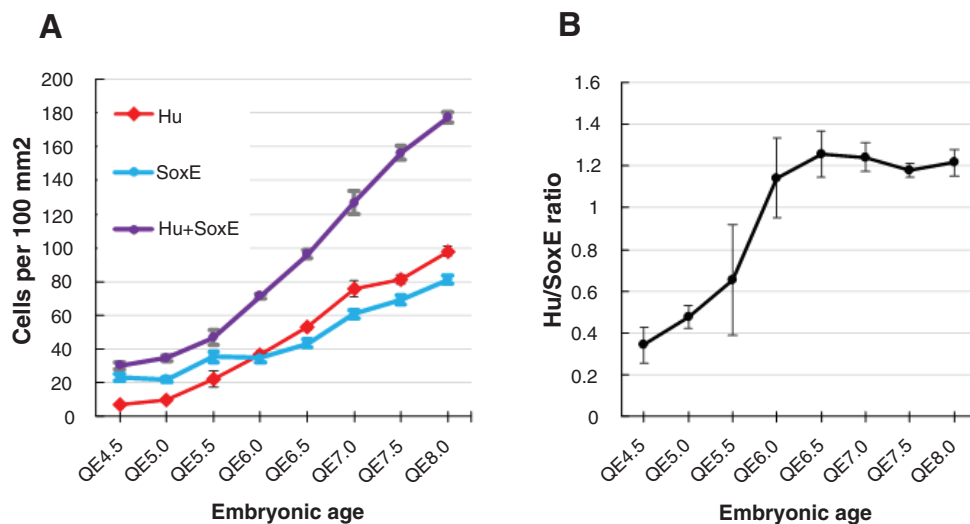 A
Cells per 100 mm2
200
180
160
140
120
100
80
60
40
20
0
Hu
SoxE
Hu+SoxE
QE4.5
QE5.0
QE5.5
QE6.0
QE6.5
QE7.0
QE7.5
QE8.0
Embryonic age
B
Hu/SoxE ratio
1.6
1.4
1.2
1
0.8
0.6
0.4
0.2
0
QE4.5
QE5.0
QE5.5
QE6.0
QE6.5
QE7.0
QE7.5
QE8.0
Embryonic age